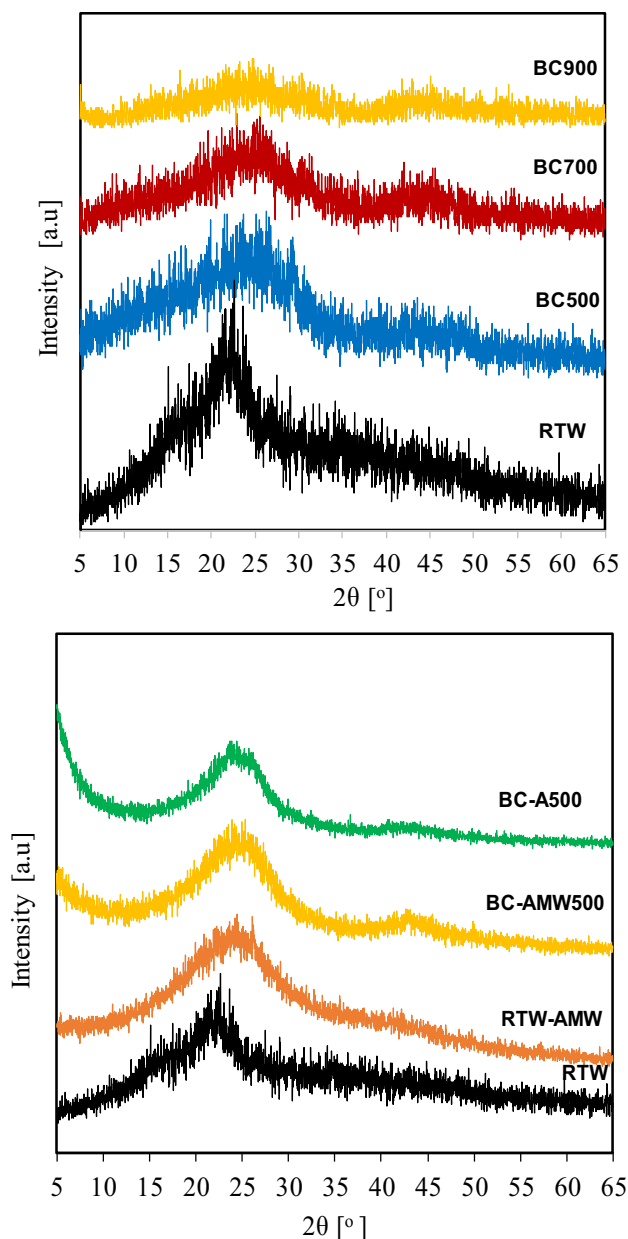 BC900
BC700
BC500
RTW
Intensity [a.u]
5 10 15 20 25 30 35 40 45 50 55 60 65
2θ [º]
BC-A500
BC-AMW500
RTW-AMW
RTW
Intensity [a.u]
5 10 15 20 25 30 35 40 45 50 55 60 65
2θ [º ]